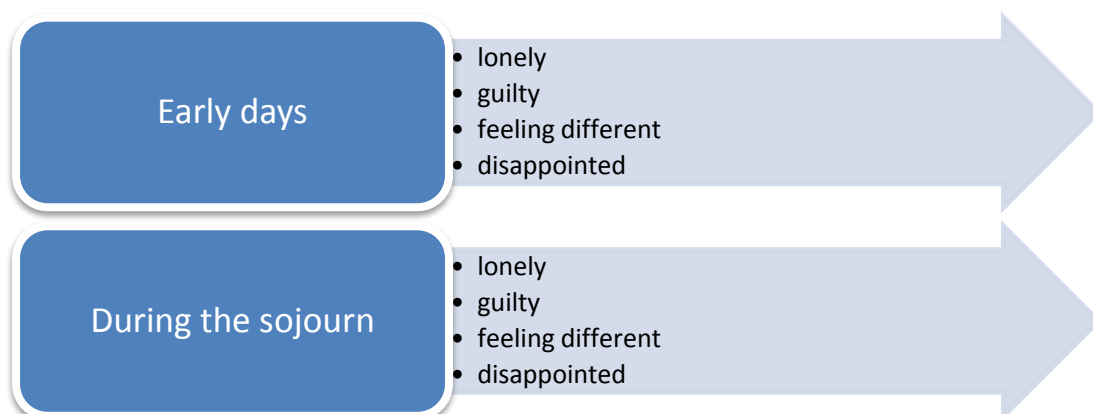 Early days
• lonely
• guilty
• feeling different
• disappointed
During the sojourn
• lonely
• guilty
• feeling different
• disappointed